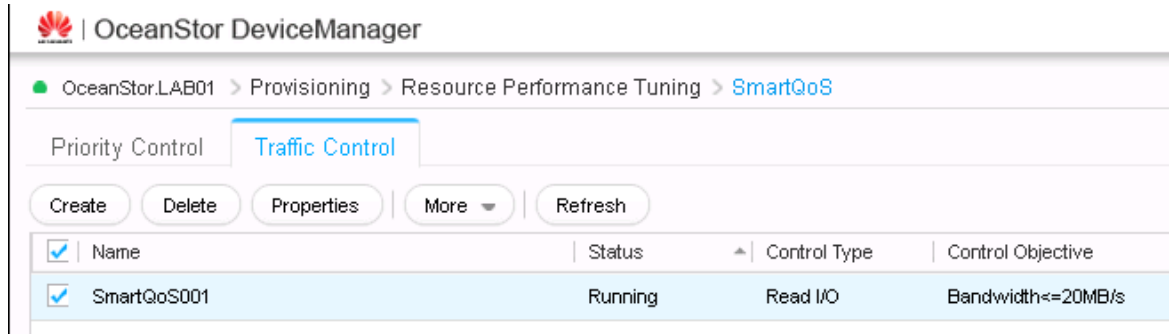 | OceanStor DeviceManager
OceanStor.LAB01 > Provisioning > Resource Performance Tuning > SmartQoS
Priority Control Traffic Control
Create Delete Properties More Refresh
Name Status Control Type Control Objective
SmartQoS001 Running Read I/O Bandwidth<=20MB/s